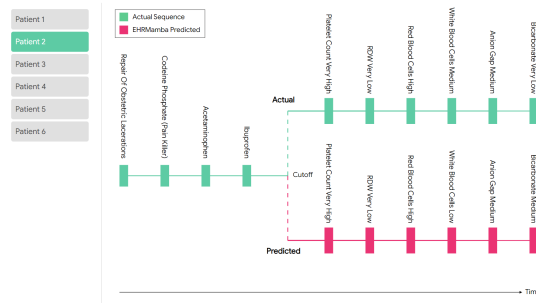 Patient 1
Patient 2
Patient 3
Patient 4
Patient 5
Patient 6
Actual Sequence
EHRMamba Predicted
Repair Of Obstetric Lacerations
Codeine Phosphate (Pain Killer)
Acetaminophen
Ibuprofen
Cutoff
Actual
Platelet Count Very High
RDW Very Low
Red Blood Cells High
White Blood Cells Medium
Anion Gap Medium
Bicarbonate Very Low
Predicted
Platelet Count Very High
RDW Very Low
Red Blood Cells High
White Blood Cells Low
Anion Gap Medium
Bicarbonate Medium
Tim